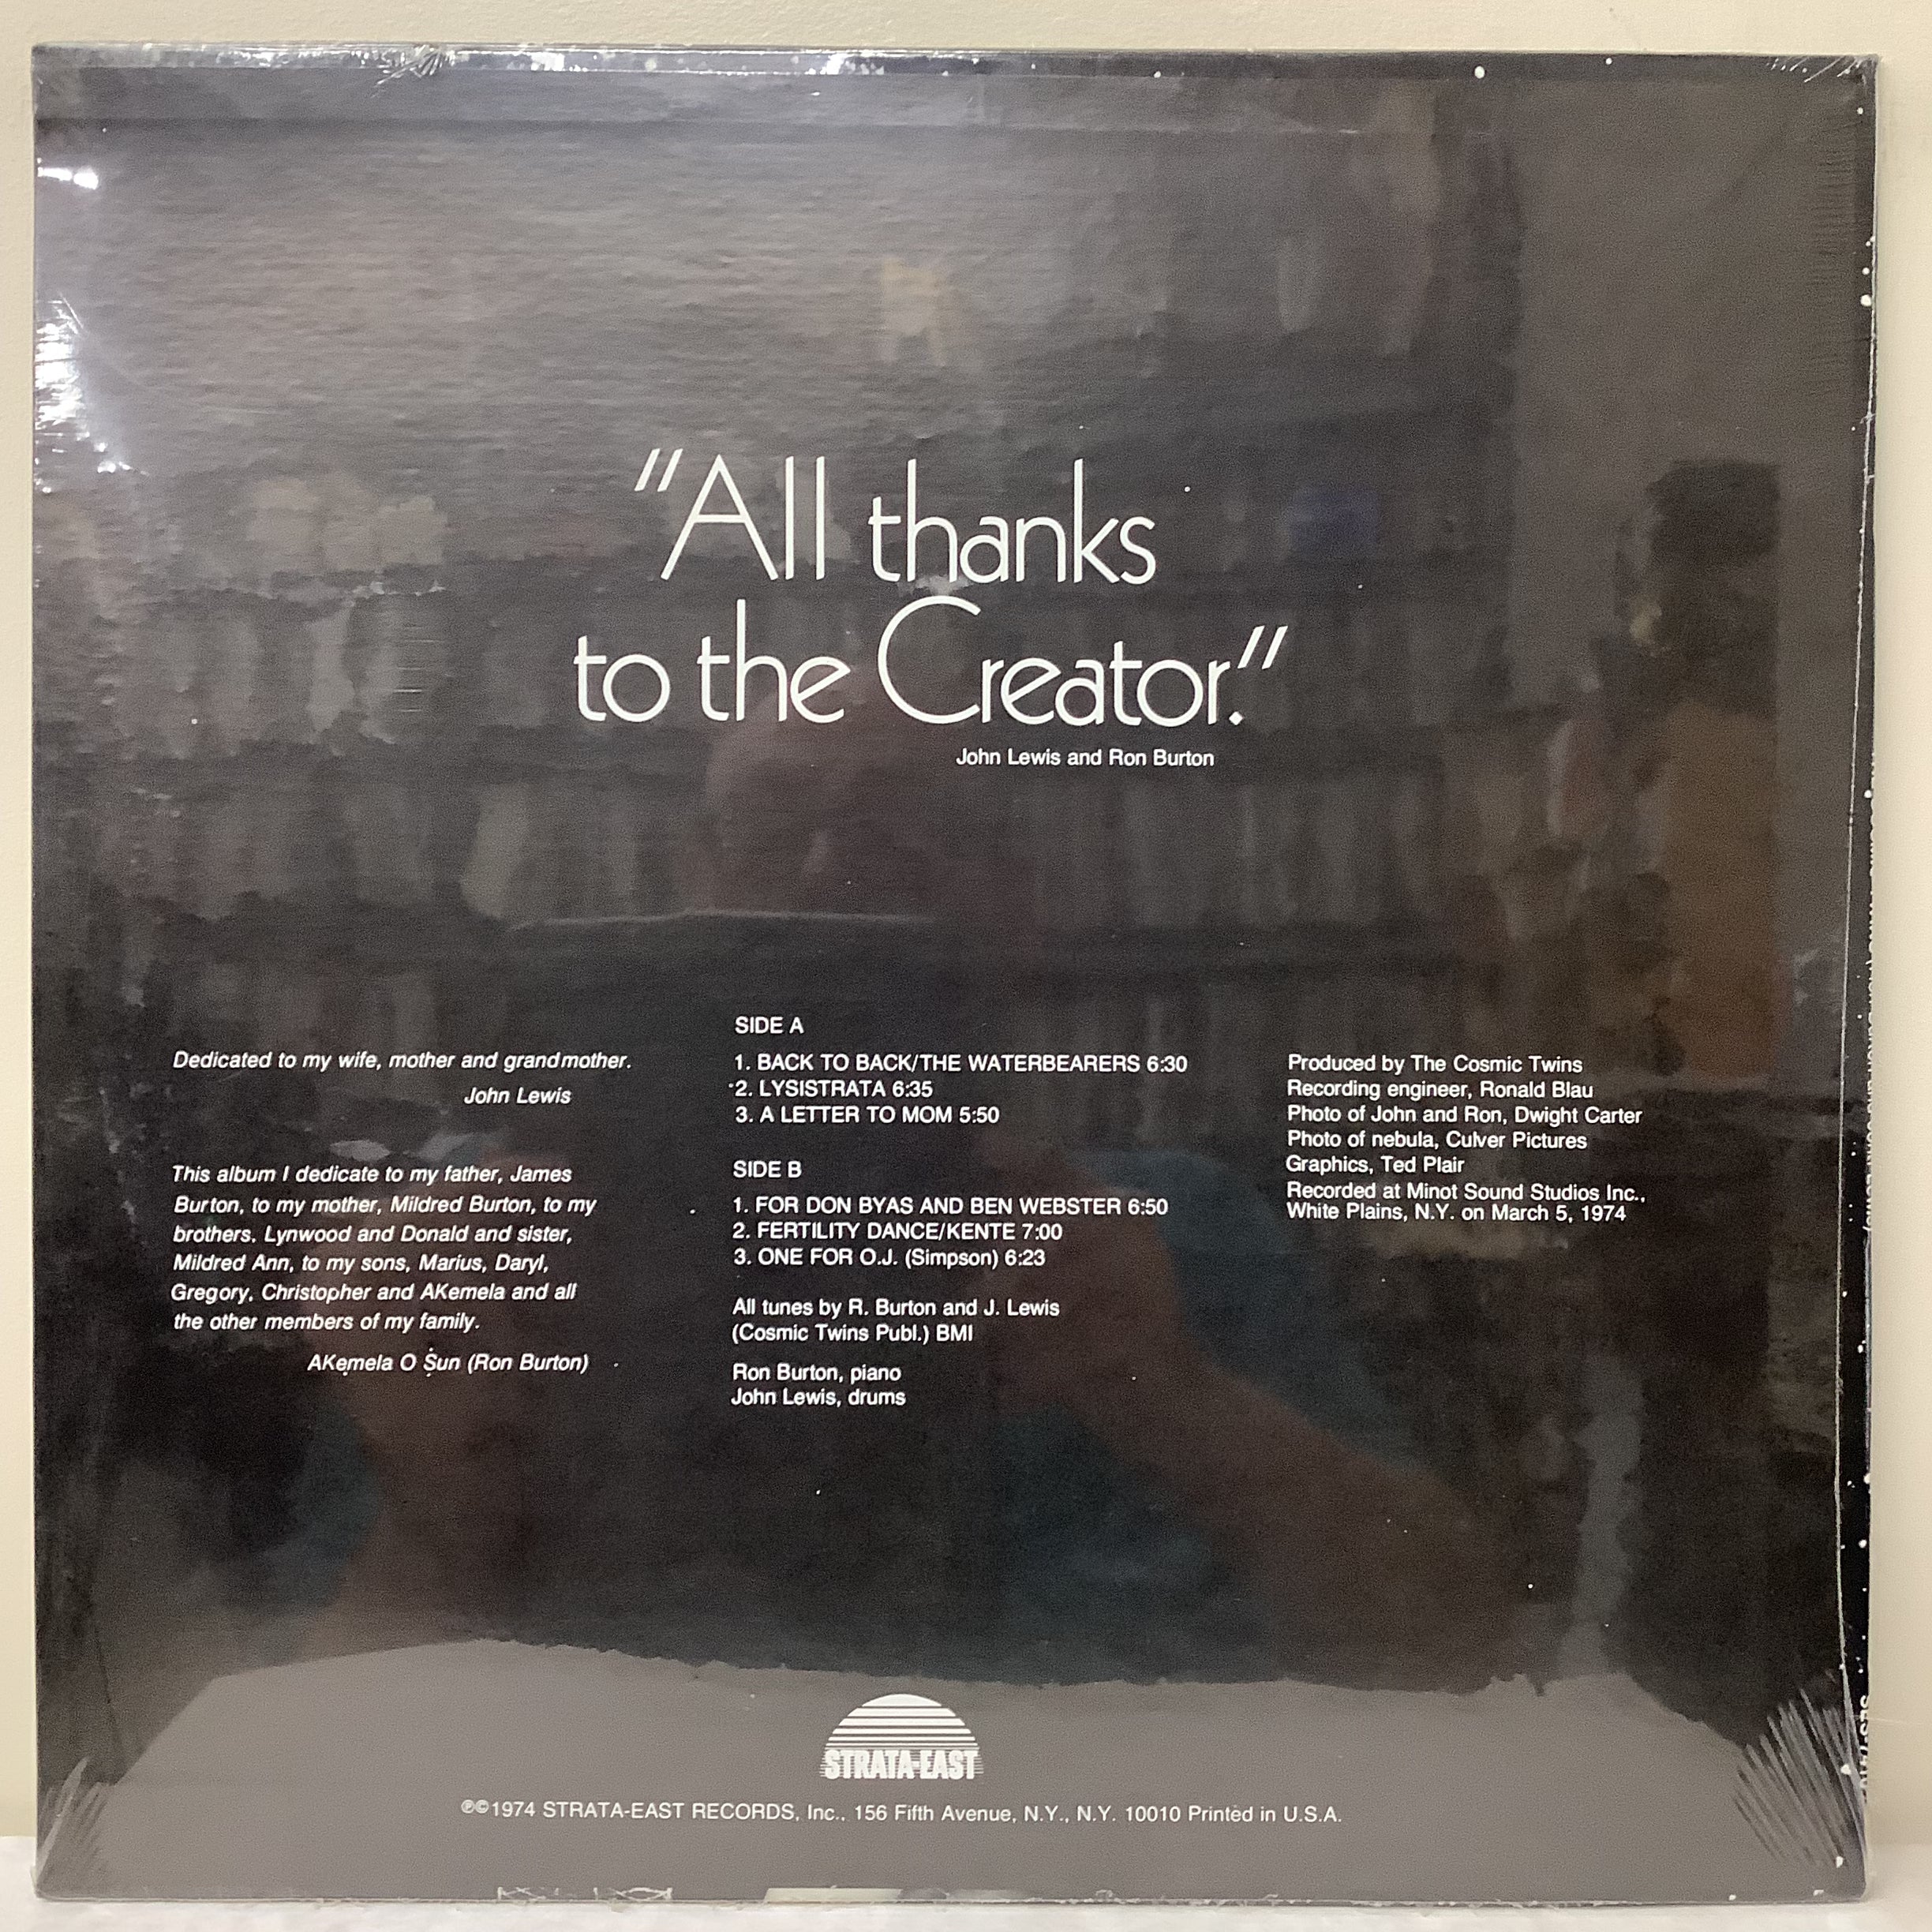 "All thanks
to the Creator."
John Lewis and Ron Burton
Dedicated to my wife, mother and grandmother.
John Lewis
This album I dedicate to my father, James
Burton, to my mother, Mildred Burton, to my
brothers, Lynwood and Donald and sister,
Mildred Ann, to my sons, Marius, Daryl,
Gregory, Christopher and AKemela and all
the other members of my family.
AKẹmela O Ṣun (Ron Burton)
SIDE A
1. BACK TO BACK/THE WATERBEARERS 6:30
2. LYSISTRATA 6:35
3. A LETTER TO MOM 5:50
SIDE B
1. FOR DON BYAS AND BEN WEBSTER 6:50
2. FERTILITY DANCE/KENTE 7:00
3. ONE FOR O.J. (Simpson) 6:23
All tunes by R. Burton and J. Lewis
(Cosmic Twins Publ.) BMI
Ron Burton, piano
John Lewis, drums
Produced by The Cosmic Twins
Recording engineer, Ronald Blau
Photo of John and Ron, Dwight Carter
Photo of nebula, Culver Pictures
Graphics, Ted Plair
Recorded at Minot Sound Studios Inc.,
White Plains, N.Y. on March 5, 1974
STRATA-EAST
℗©1974 STRATA-EAST RECORDS, Inc., 156 Fifth Avenue, N.Y., N.Y. 10010 Printed in U.S.A.